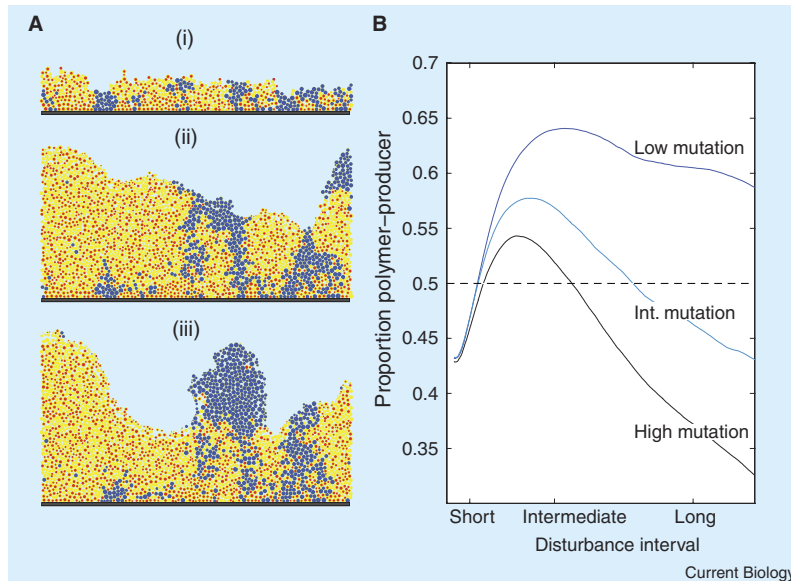 A
(i)
(ii)
(iii)
B
Proportion polymer–producer
0.7
0.65
0.6
0.55
0.5
0.45
0.4
0.35
Low mutation
Int. mutation
High mutation
Short
Intermediate
Long
Disturbance interval
Current Biology